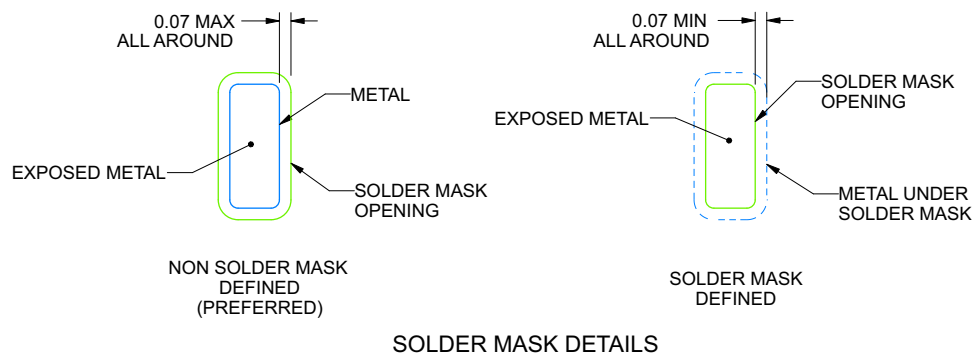 0.07 MAX
ALL AROUND
METAL
EXPOSED METAL
SOLDER MASK
OPENING
NON SOLDER MASK
DEFINED
(PREFERRED)
0.07 MIN
ALL AROUND
SOLDER MASK
OPENING
EXPOSED METAL
METAL UNDER
SOLDER MASK
SOLDER MASK
DEFINED
SOLDER MASK DETAILS